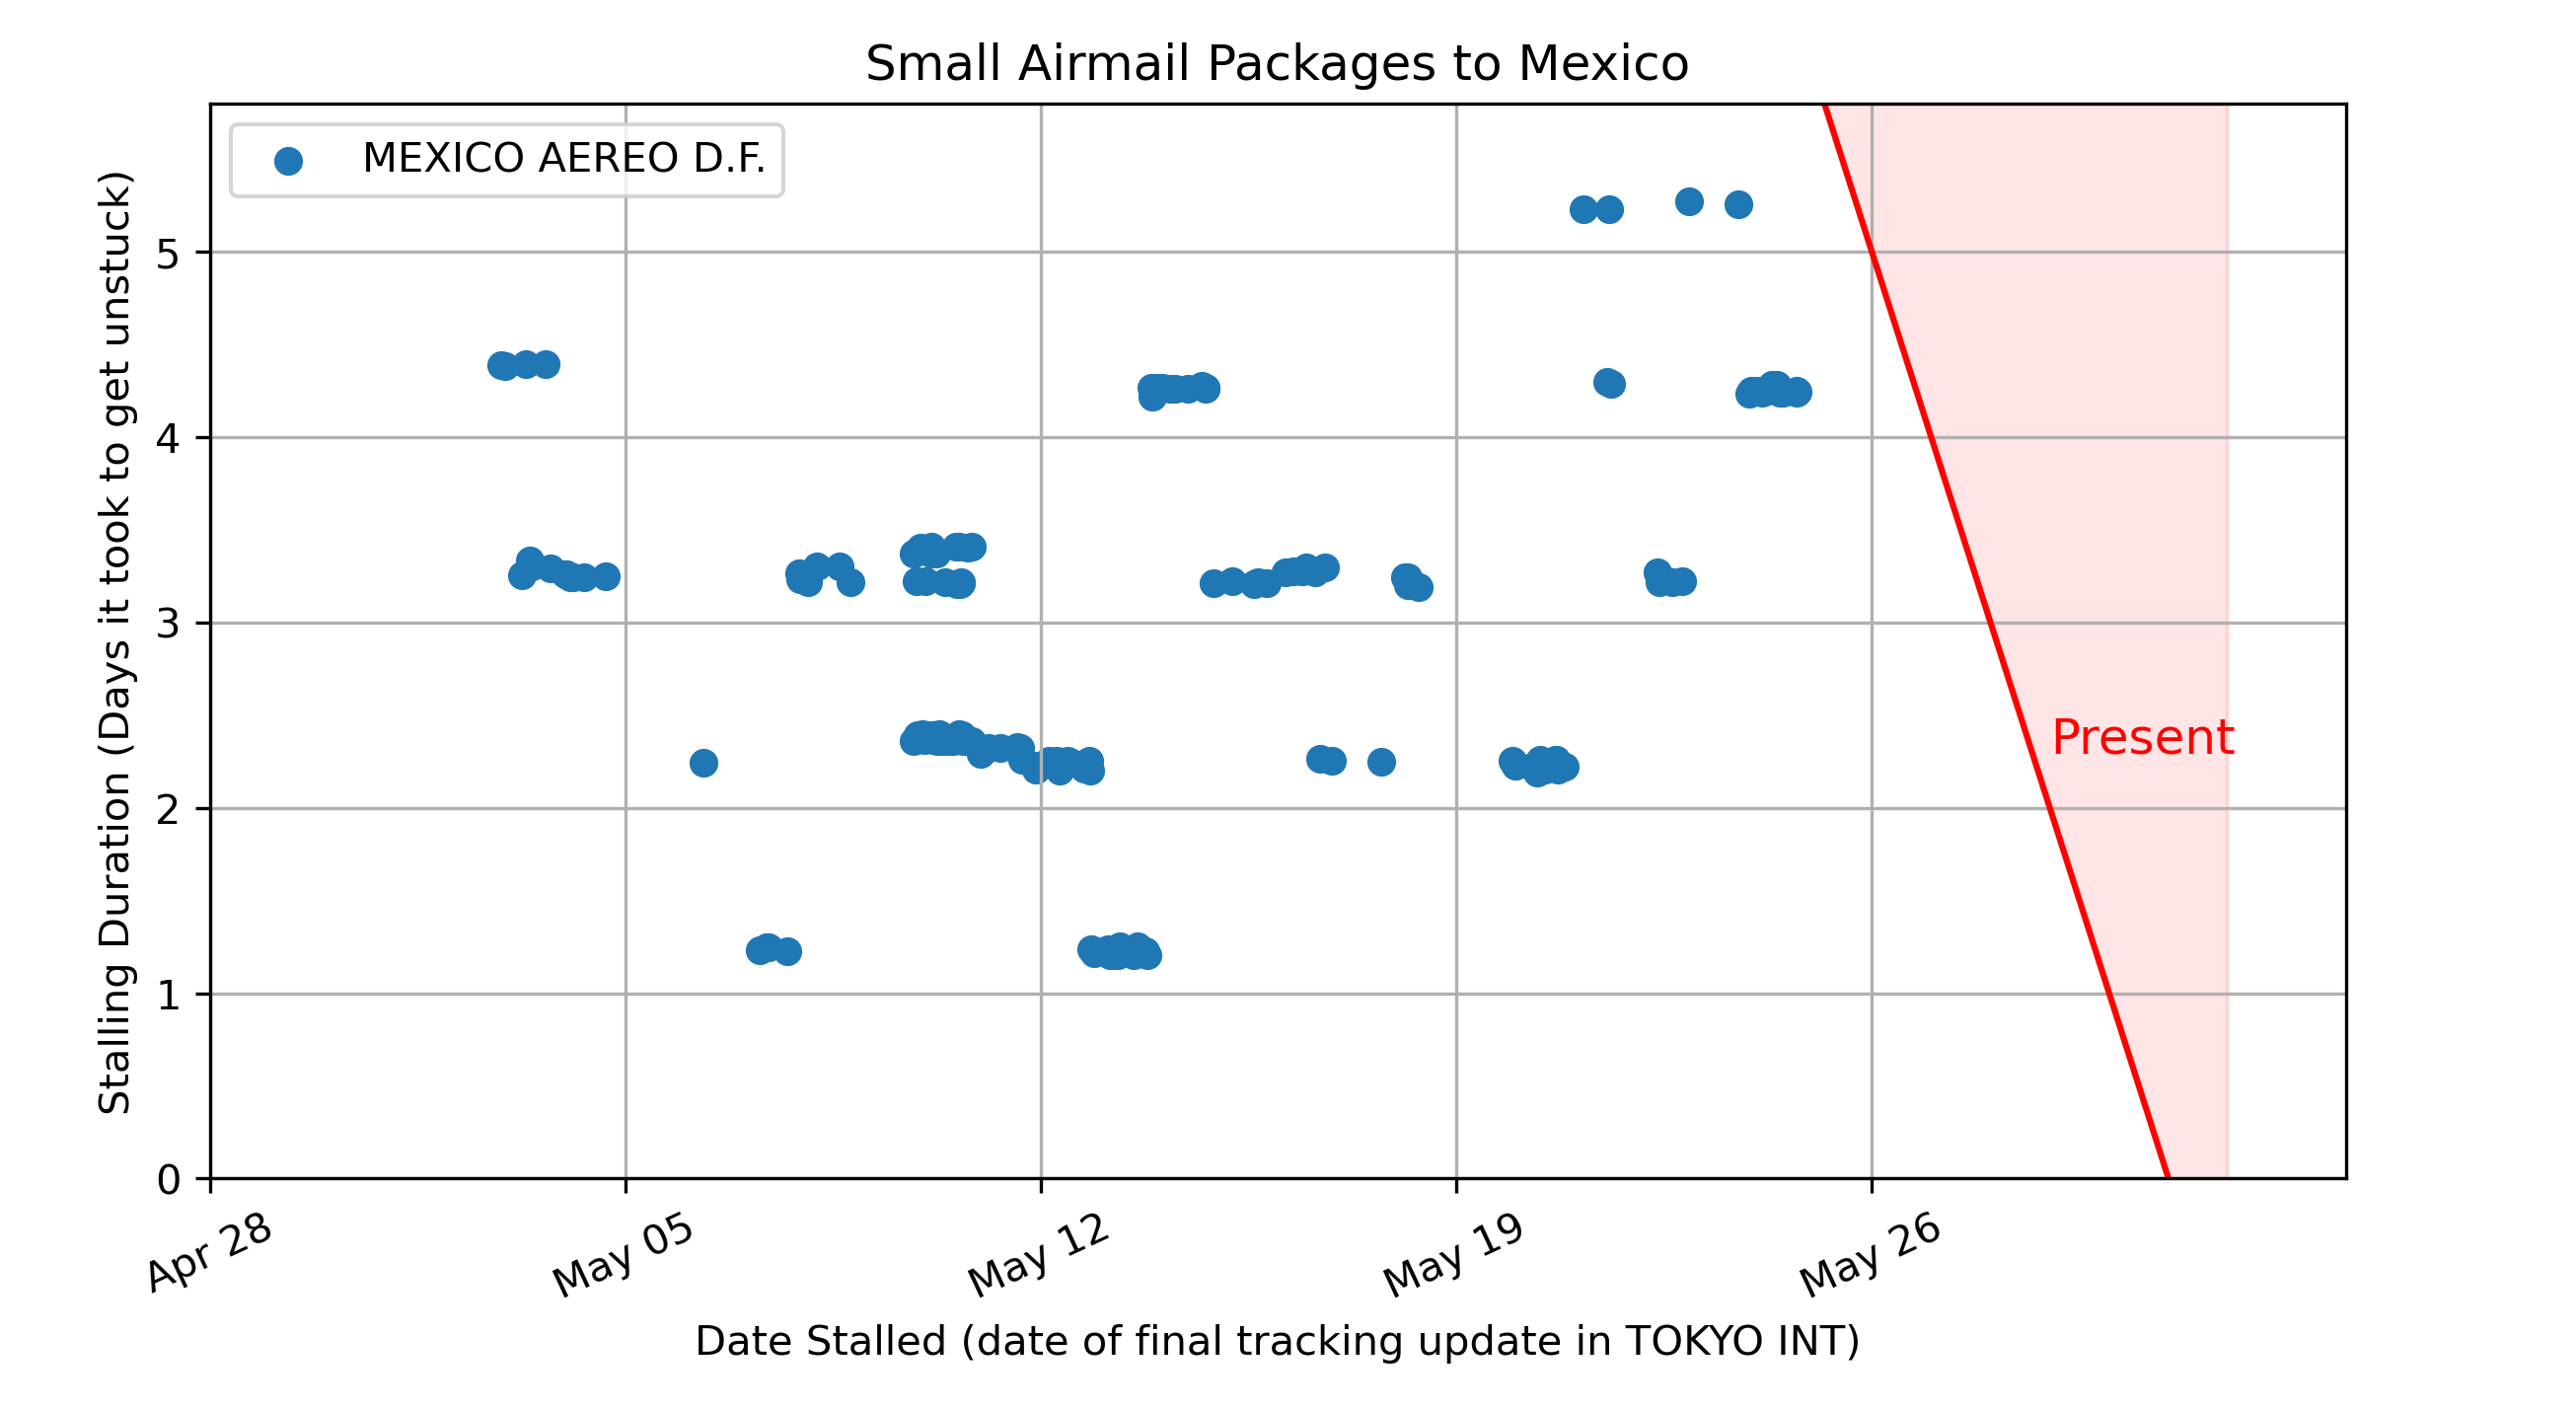 Small Airmail Packages to Mexico
MEXICO AEREO D.F.
Stalling Duration (Days it took to get unstuck)
5
4
3
2
1
0
Present
Apr 28
May 05
May 12
May 19
May 26
Date Stalled (date of final tracking update in TOKYO INT)